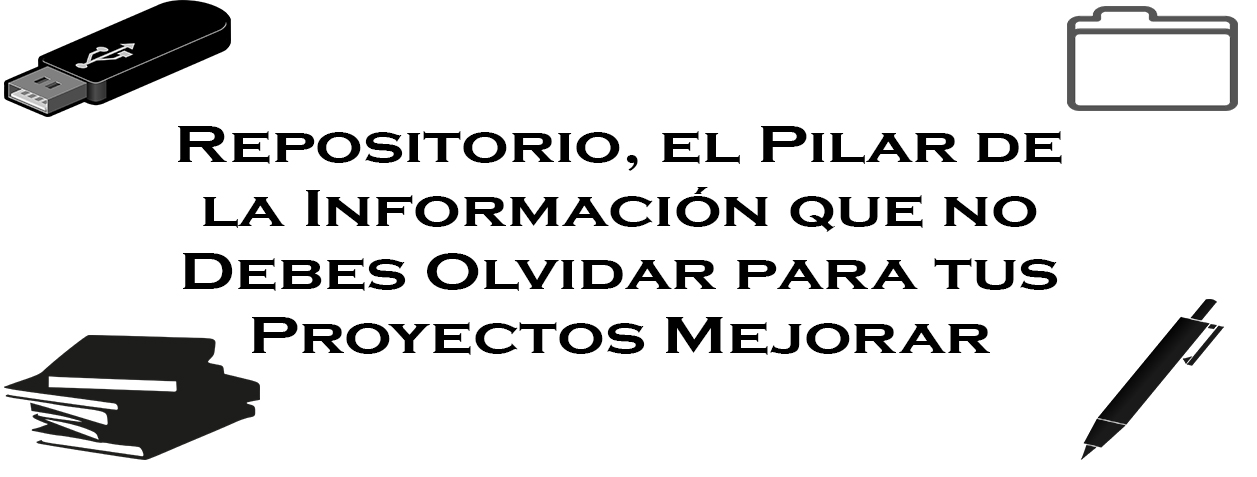 Repositorio, el Pilar de
la Información que no
Debes Olvidar para tus
Proyectos Mejorar